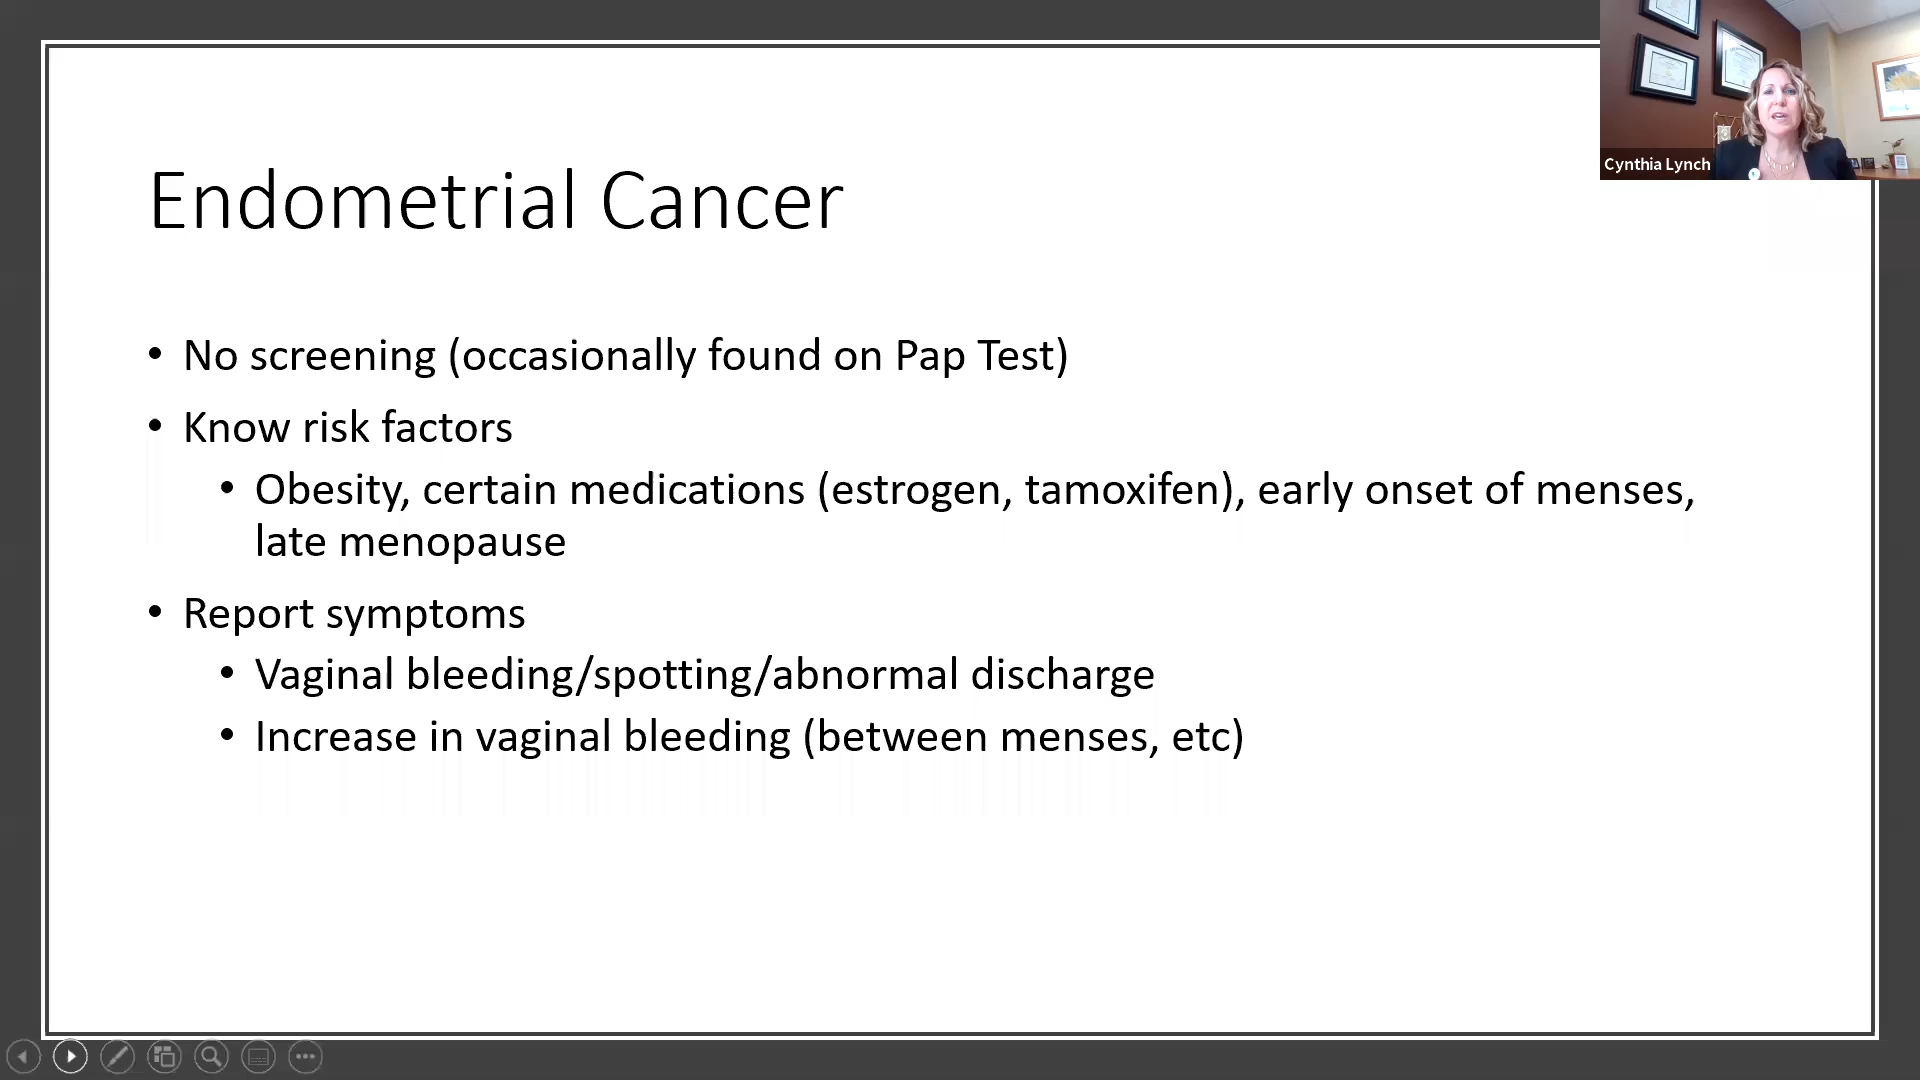 Cynthia Lynch
Endometrial Cancer
• No screening (occasionally found on Pap Test)
• Know risk factors
• Obesity, certain medications (estrogen, tamoxifen), early onset of menses,
late menopause
• Report symptoms
• Vaginal bleeding/spotting/abnormal discharge
• Increase in vaginal bleeding (between menses, etc)